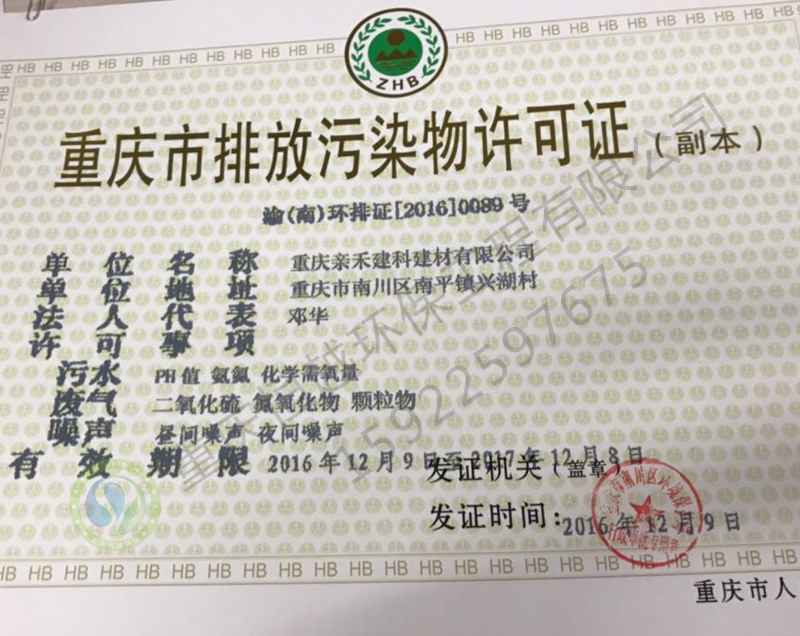 ZHB
重庆市排放污染物许可证（副本）
渝(南)环排证[2016]0089号
单位名称 重庆亲禾建科建材有限公司
单位地址 重庆市南川区南平镇兴湖村
法人代表 邓华
许可事项
污水 PH值 氨氮 化学需氧量
废气 二氧化硫 氮氧化物 颗粒物
噪声 昼间噪声 夜间噪声
有效期限 2016年12月9日至2017年12月8日
发证机关（盖章）
发证时间：2016年12月9日
重庆市人
15922597675